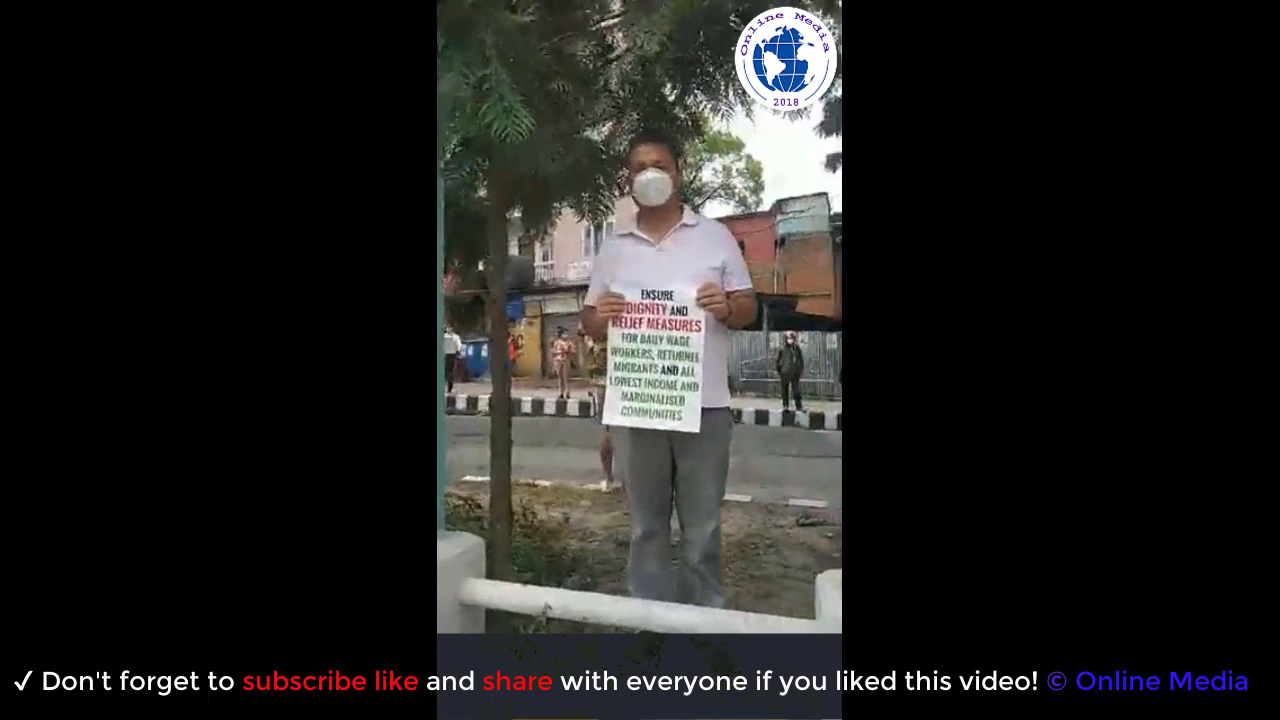 Online Media
2018
ENSURE
DIGNITY AND
RELIEF MEASURES
FOR DAILY WAGE
WORKERS, RETURNEE
MIGRANTS AND ALL
LOWEST INCOME AND
MARGINALISED
COMMUNITIES
✓ Don't forget to subscribe like and share with everyone if you liked this video! © Online Media